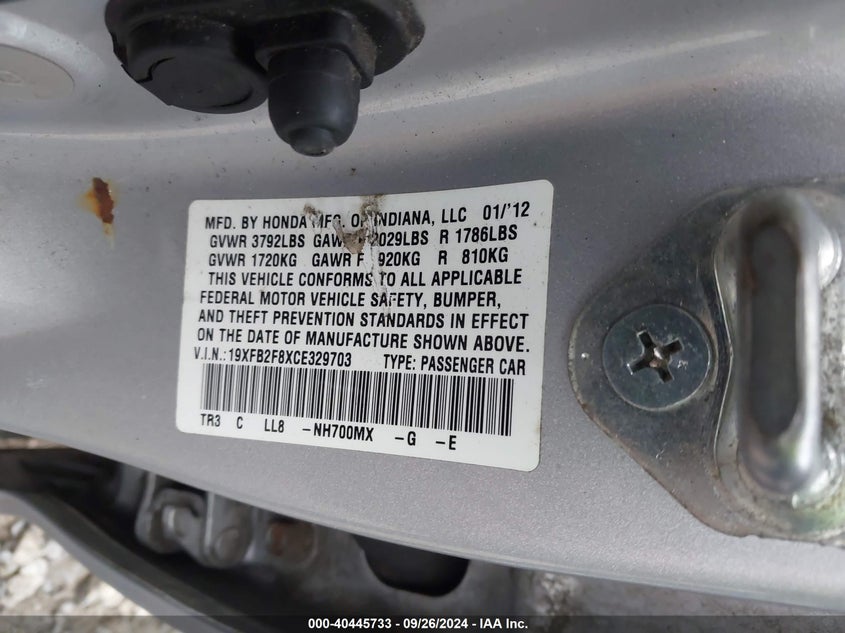 MFD. BY HONDA MFG. OF INDIANA, LLC 01/'12
GVWR 3792LBS GAWR 2029LBS R 1786LBS
GVWR 1720KG GAWR F 920KG R 810KG
THIS VEHICLE CONFORMS TO ALL APPLICABLE
FEDERAL MOTOR VEHICLE SAFETY, BUMPER,
AND THEFT PREVENTION STANDARDS IN EFFECT
ON THE DATE OF MANUFACTURE SHOWN ABOVE.
V.I.N.: 19XFB2F8XCE329703 TYPE: PASSENGER CAR
TR3 C LL8 -NH700MX -G -E
000-40445733 - 09/26/2024 - IAA Inc.